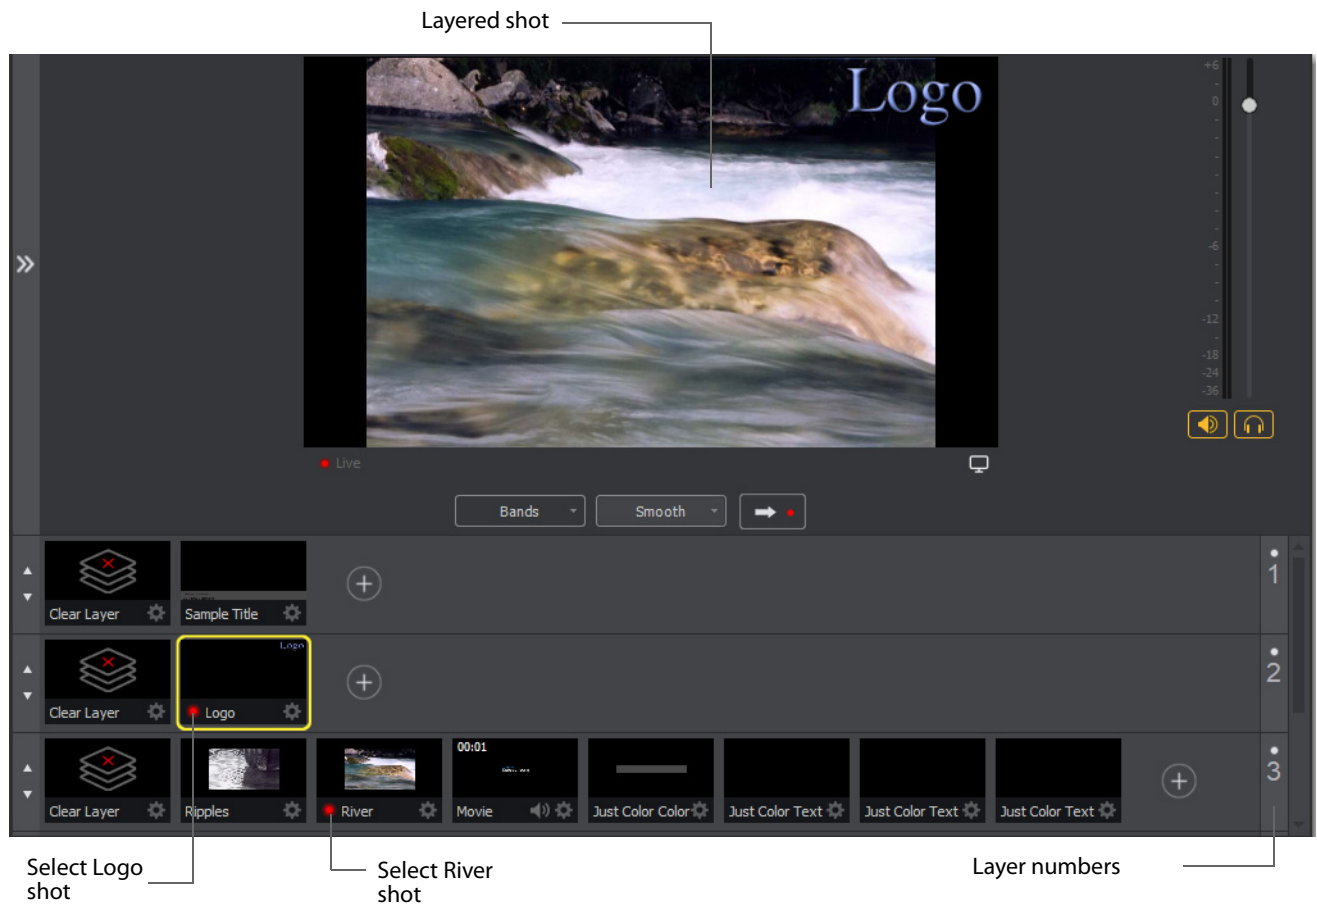 Layered shot
Logo
+6
0
-6
-12
-18
-24
-36
Live
Bands
Smooth
Clear Layer
Sample Title
1
Logo
Clear Layer
Logo
2
00:01
Clear Layer
Ripples
River
Movie
Just Color Color
Just Color Text
Just Color Text
Just Color Text
3
Select Logo
shot
Select River
shot
Layer numbers